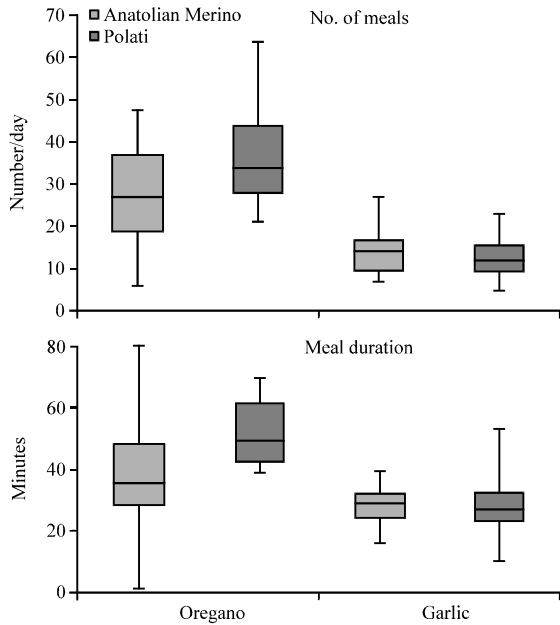 Anatolian Merino
Polati
No. of meals
Number/day
70
60
50
40
30
20
10
0
Meal duration
Minutes
80
60
40
20
0
Oregano Garlic